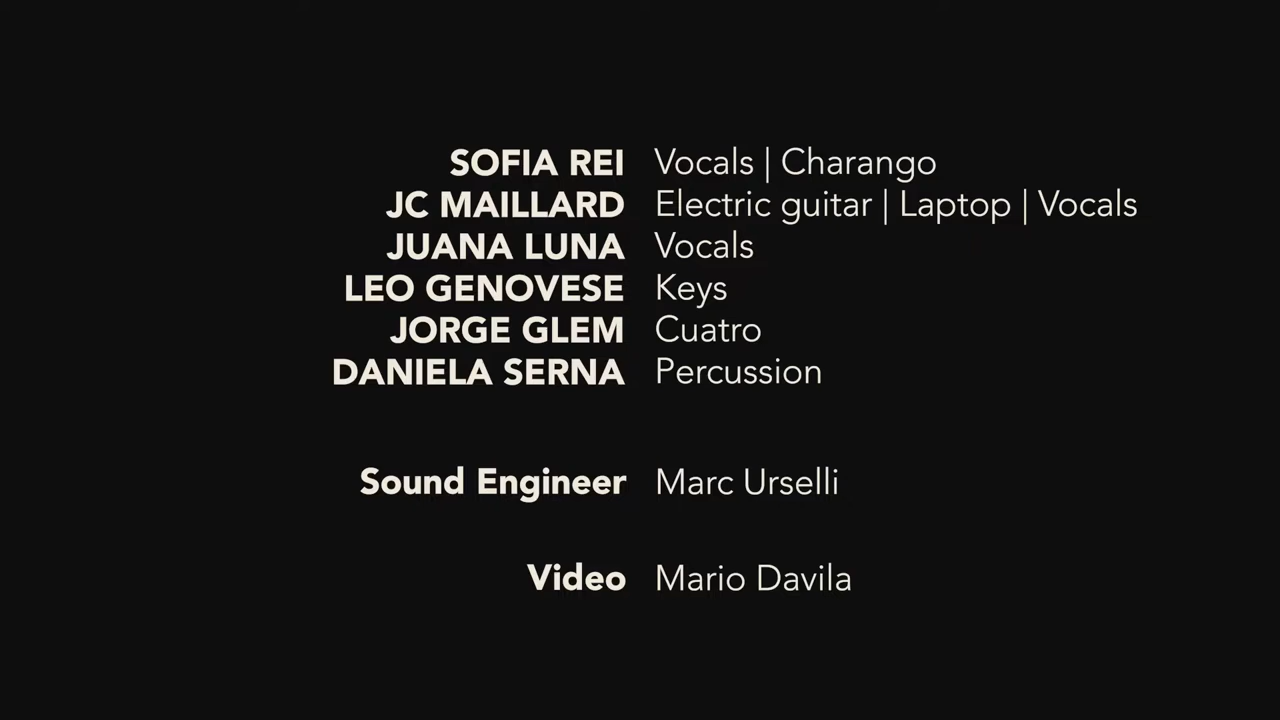 SOFIA REI Vocals | Charango
JC MAILLARD Electric guitar | Laptop | Vocals
JUANA LUNA Vocals
LEO GENOVESE Keys
JORGE GLEM Cuatro
DANIELA SERNA Percussion
Sound Engineer Marc Urselli
Video Mario Davila